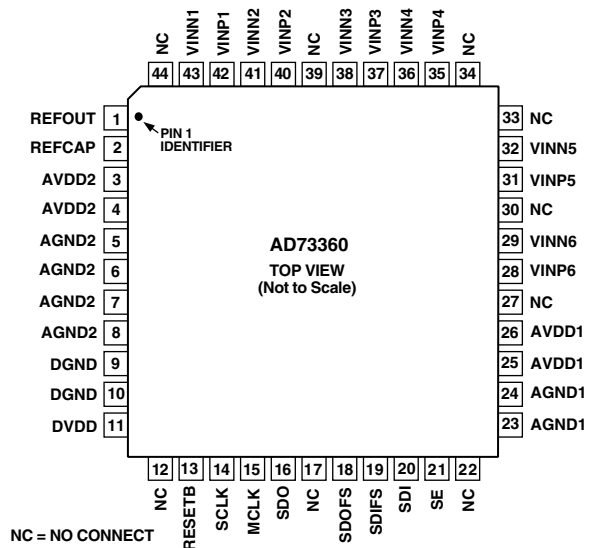 NC VINN1 VINP1 VINN2 VINP2 NC VINN3 VINP3 VINN4 VINP4 NC
44 43 42 41 40 39 38 37 36 35 34
REFOUT 1
REFCAP 2
AVDD2 3
AVDD2 4
AGND2 5
AGND2 6
AGND2 7
AGND2 8
DGND 9
DGND 10
DVDD 11
PIN 1
IDENTIFIER
AD73360
TOP VIEW
(Not to Scale)
33 NC
32 VINN5
31 VINP5
30 NC
29 VINN6
28 VINP6
27 NC
26 AVDD1
25 AVDD1
24 AGND1
23 AGND1
12 13 14 15 16 17 18 19 20 21 22
NC RESETB SCLK MCLK SDO NC SDOFS SDIFS SDI SE NC
NC = NO CONNECT